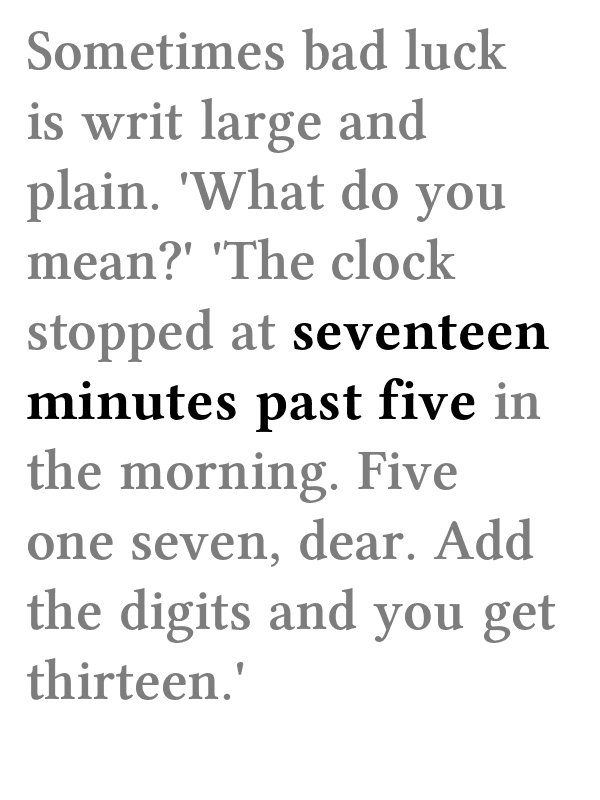 Sometimes bad luck
is writ large and
plain. 'What do you
mean?' 'The clock
stopped at seventeen
minutes past five in
the morning. Five
one seven, dear. Add
the digits and you get
thirteen.'